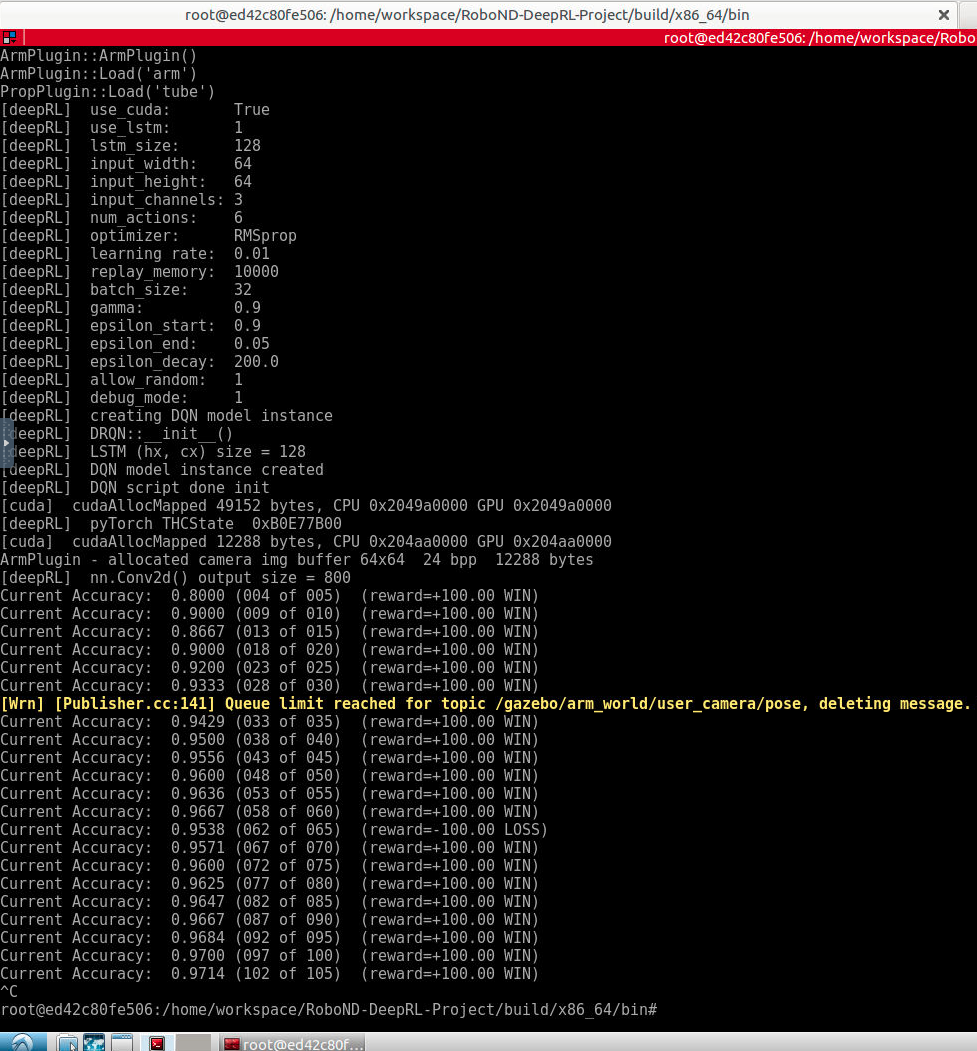 root@ed42c80fe506: /home/workspace/RoboND-DeepRL-Project/build/x86_64/bin
root@ed42c80fe506: /home/workspace/Robo
ArmPlugin::ArmPlugin()
ArmPlugin::Load('arm')
PropPlugin::Load('tube')
[deepRL]  use_cuda:       True
[deepRL]  use_lstm:       1
[deepRL]  lstm_size:      128
[deepRL]  input_width:    64
[deepRL]  input_height:   64
[deepRL]  input_channels: 3
[deepRL]  num_actions:    6
[deepRL]  optimizer:      RMSprop
[deepRL]  learning rate:  0.01
[deepRL]  replay_memory:  10000
[deepRL]  batch_size:     32
[deepRL]  gamma:          0.9
[deepRL]  epsilon_start:  0.9
[deepRL]  epsilon_end:    0.05
[deepRL]  epsilon_decay:  200.0
[deepRL]  allow_random:   1
[deepRL]  debug_mode:     1
[deepRL]  creating DQN model instance
[deepRL]  DRQN::__init__()
[deepRL]  LSTM (hx, cx) size = 128
[deepRL]  DQN model instance created
[deepRL]  DQN script done init
[cuda]  cudaAllocMapped 49152 bytes, CPU 0x2049a0000 GPU 0x2049a0000
[deepRL]  pyTorch THCState  0xB0E77B00
[cuda]  cudaAllocMapped 12288 bytes, CPU 0x204aa0000 GPU 0x204aa0000
ArmPlugin - allocated camera img buffer 64x64  24 bpp  12288 bytes
[deepRL]  nn.Conv2d() output size = 800
Current Accuracy:  0.8000 (004 of 005)  (reward=+100.00 WIN)
Current Accuracy:  0.9000 (009 of 010)  (reward=+100.00 WIN)
Current Accuracy:  0.8667 (013 of 015)  (reward=+100.00 WIN)
Current Accuracy:  0.9000 (018 of 020)  (reward=+100.00 WIN)
Current Accuracy:  0.9200 (023 of 025)  (reward=+100.00 WIN)
Current Accuracy:  0.9333 (028 of 030)  (reward=+100.00 WIN)
[Wrn] [Publisher.cc:141] Queue limit reached for topic /gazebo/arm_world/user_camera/pose, deleting message.
Current Accuracy:  0.9429 (033 of 035)  (reward=+100.00 WIN)
Current Accuracy:  0.9500 (038 of 040)  (reward=+100.00 WIN)
Current Accuracy:  0.9556 (043 of 045)  (reward=+100.00 WIN)
Current Accuracy:  0.9600 (048 of 050)  (reward=+100.00 WIN)
Current Accuracy:  0.9636 (053 of 055)  (reward=+100.00 WIN)
Current Accuracy:  0.9667 (058 of 060)  (reward=+100.00 WIN)
Current Accuracy:  0.9538 (062 of 065)  (reward=-100.00 LOSS)
Current Accuracy:  0.9571 (067 of 070)  (reward=+100.00 WIN)
Current Accuracy:  0.9600 (072 of 075)  (reward=+100.00 WIN)
Current Accuracy:  0.9625 (077 of 080)  (reward=+100.00 WIN)
Current Accuracy:  0.9647 (082 of 085)  (reward=+100.00 WIN)
Current Accuracy:  0.9667 (087 of 090)  (reward=+100.00 WIN)
Current Accuracy:  0.9684 (092 of 095)  (reward=+100.00 WIN)
Current Accuracy:  0.9700 (097 of 100)  (reward=+100.00 WIN)
Current Accuracy:  0.9714 (102 of 105)  (reward=+100.00 WIN)
^C
root@ed42c80fe506:/home/workspace/RoboND-DeepRL-Project/build/x86_64/bin#
root@ed42c80f...